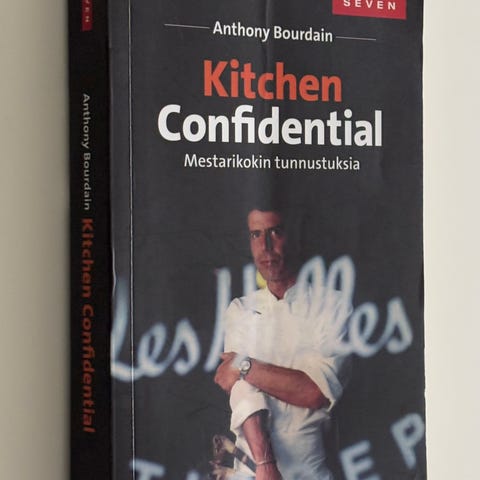 SEVEN
Anthony Bourdain
Kitchen
Confidential
Mestarikokin tunnustuksia
Les Halles
Anthony Bourdain Kitchen Confidential